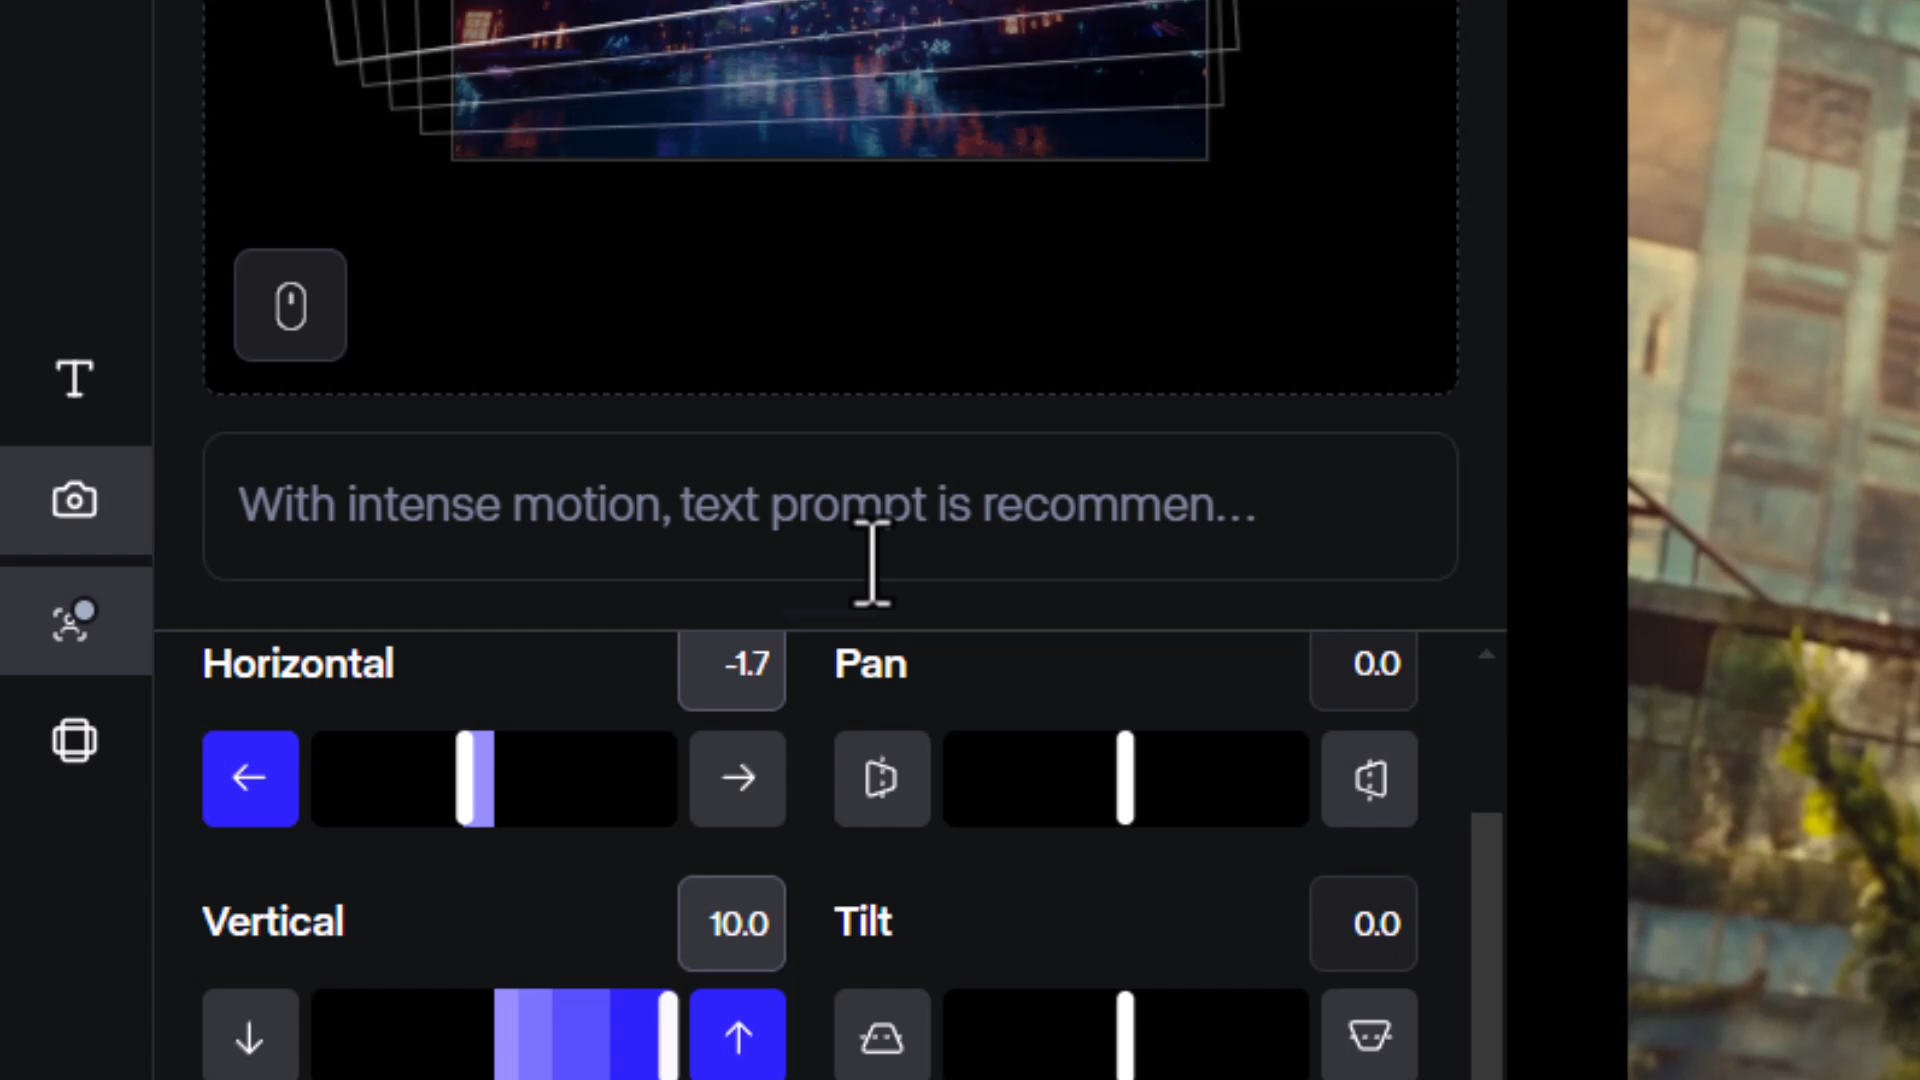 With intense motion, text prompt is recommen...
Horizontal
-1.7
Pan
0.0
Vertical
10.0
Tilt
0.0